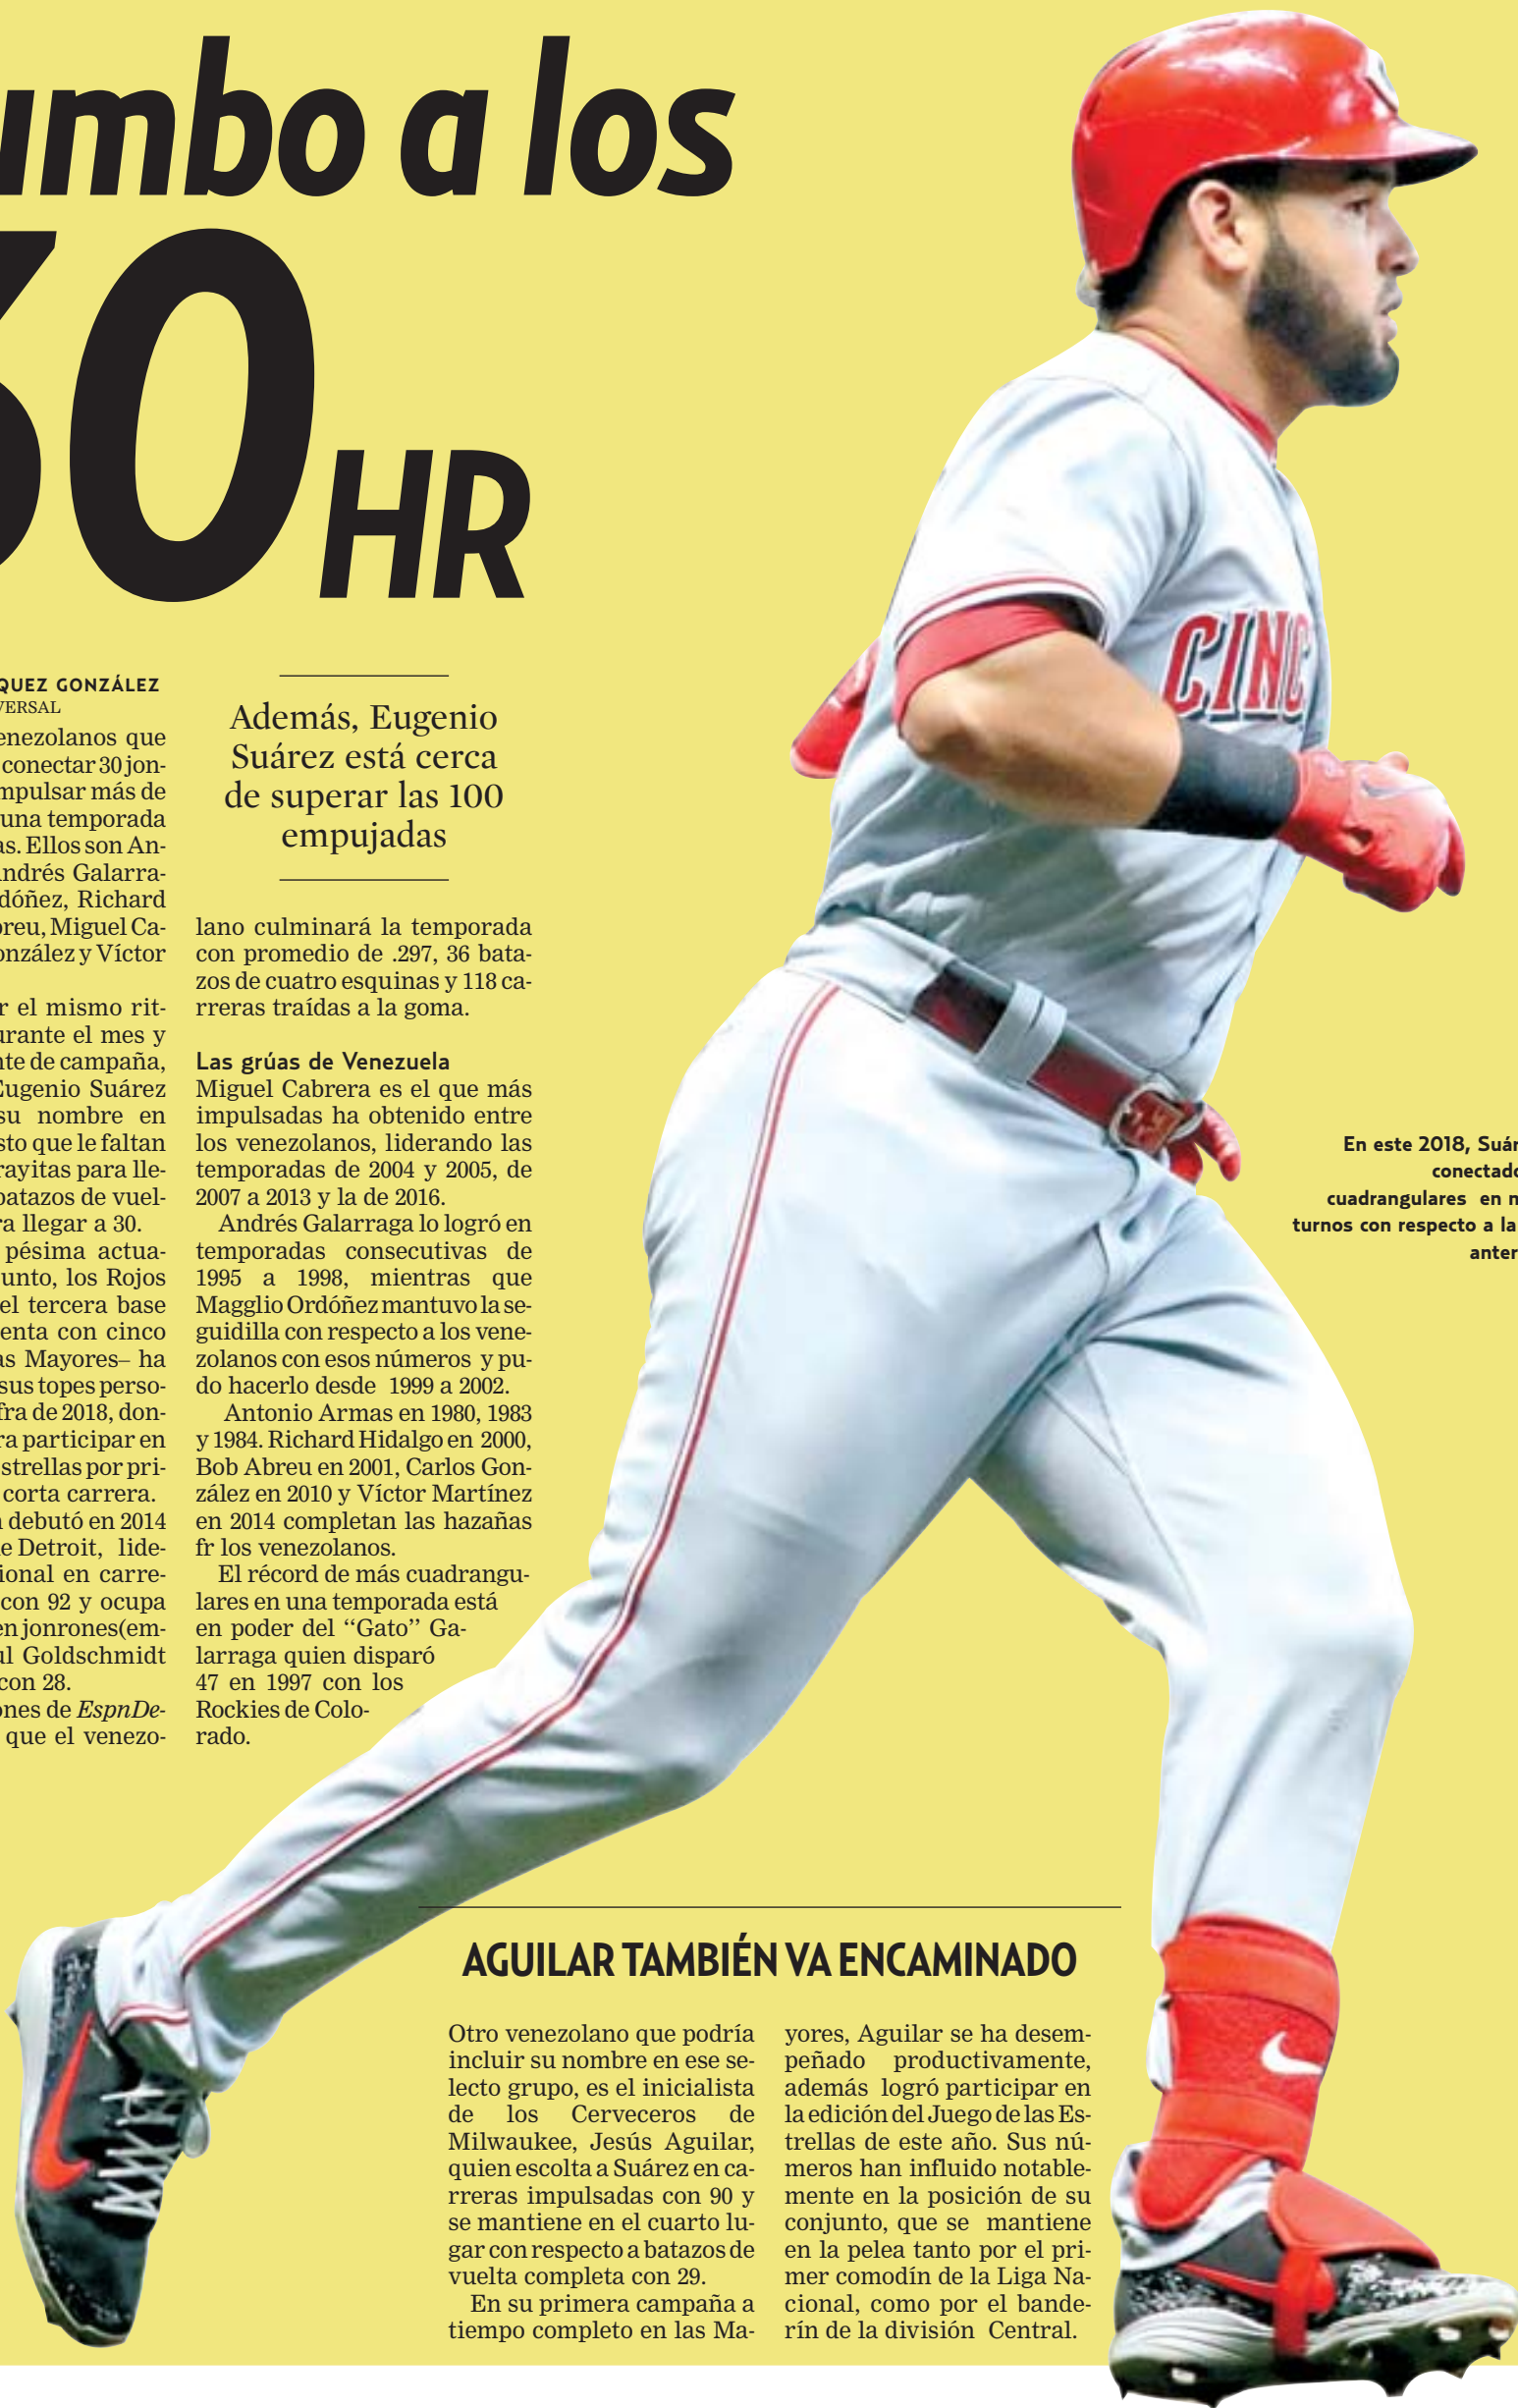 umbo a los
30 HR
QUEZ GONZÁLEZ
VERSAL
enezolanos que
conectar 30 jon-
mpulsar más de
una temporada
as. Ellos son An-
ndrés Galarra-
dóñez, Richard
breu, Miguel Ca-
onzález y Víctor
r el mismo rit-
urante el mes y
nte de campaña,
Eugenio Suárez
su nombre en
sto que le faltan
rayitas para lle-
batazos de vuel-
ra llegar a 30.
pésima actua-
unto, los Rojos
el tercera base
enta con cinco
as Mayores– ha
sus topes perso-
fra de 2018, don-
ra participar en
strellas por pri-
corta carrera.
n debutó en 2014
e Detroit, lide-
ional en carre-
con 92 y ocupa
en jonrones(em-
ul Goldschmidt
con 28.
ones de EspnDe-
que el venezo-
Además, Eugenio
Suárez está cerca
de superar las 100
empujadas
lano culminará la temporada
con promedio de .297, 36 bata-
zos de cuatro esquinas y 118 ca-
rreras traídas a la goma.
Las grúas de Venezuela
Miguel Cabrera es el que más
impulsadas ha obtenido entre
los venezolanos, liderando las
temporadas de 2004 y 2005, de
2007 a 2013 y la de 2016.
Andrés Galarraga lo logró en
temporadas consecutivas de
1995 a 1998, mientras que
Magglio Ordóñez mantuvo la se-
guidilla con respecto a los vene-
zolanos con esos números y pu-
do hacerlo desde 1999 a 2002.
Antonio Armas en 1980, 1983
y 1984. Richard Hidalgo en 2000,
Bob Abreu en 2001, Carlos Gon-
zález en 2010 y Víctor Martínez
en 2014 completan las hazañas
fr los venezolanos.
El récord de más cuadrangu-
lares en una temporada está
en poder del “Gato” Ga-
larraga quien disparó
47 en 1997 con los
Rockies de Colo-
rado.
CINC
En este 2018, Suár
conectado
cuadrangulares en n
turnos con respecto a la
anter
AGUILAR TAMBIÉN VA ENCAMINADO
Otro venezolano que podría
incluir su nombre en ese se-
lecto grupo, es el inicialista
de los Cerveceros de
Milwaukee, Jesús Aguilar,
quien escolta a Suárez en ca-
rreras impulsadas con 90 y
se mantiene en el cuarto lu-
gar con respecto a batazos de
vuelta completa con 29.
En su primera campaña a
tiempo completo en las Ma-
yores, Aguilar se ha desem-
peñado productivamente,
además logró participar en
la edición del Juego de las Es-
trellas de este año. Sus nú-
meros han influido notable-
mente en la posición de su
conjunto, que se mantiene
en la pelea tanto por el pri-
mer comodín de la Liga Na-
cional, como por el bande-
rín de la división Central.